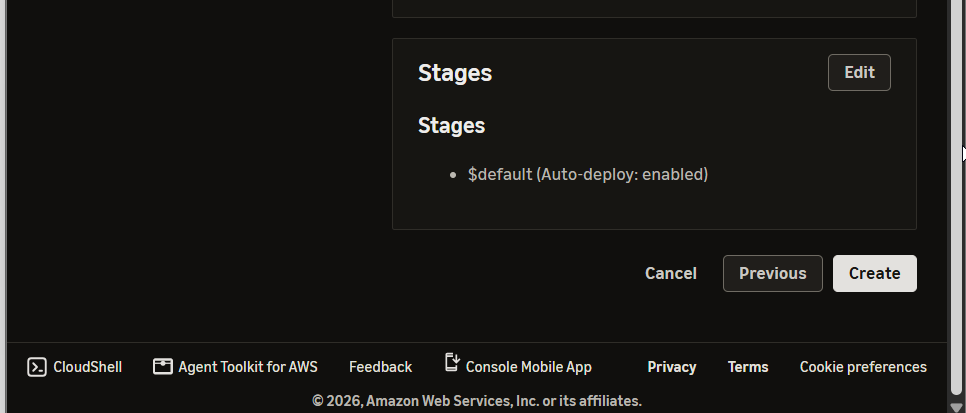 Stages
Edit
Stages
$default (Auto-deploy: enabled)
Cancel
Previous
Create
CloudShell
Agent Toolkit for AWS
Feedback
Console Mobile App
Privacy
Terms
Cookie preferences
© 2026, Amazon Web Services, Inc. or its affiliates.